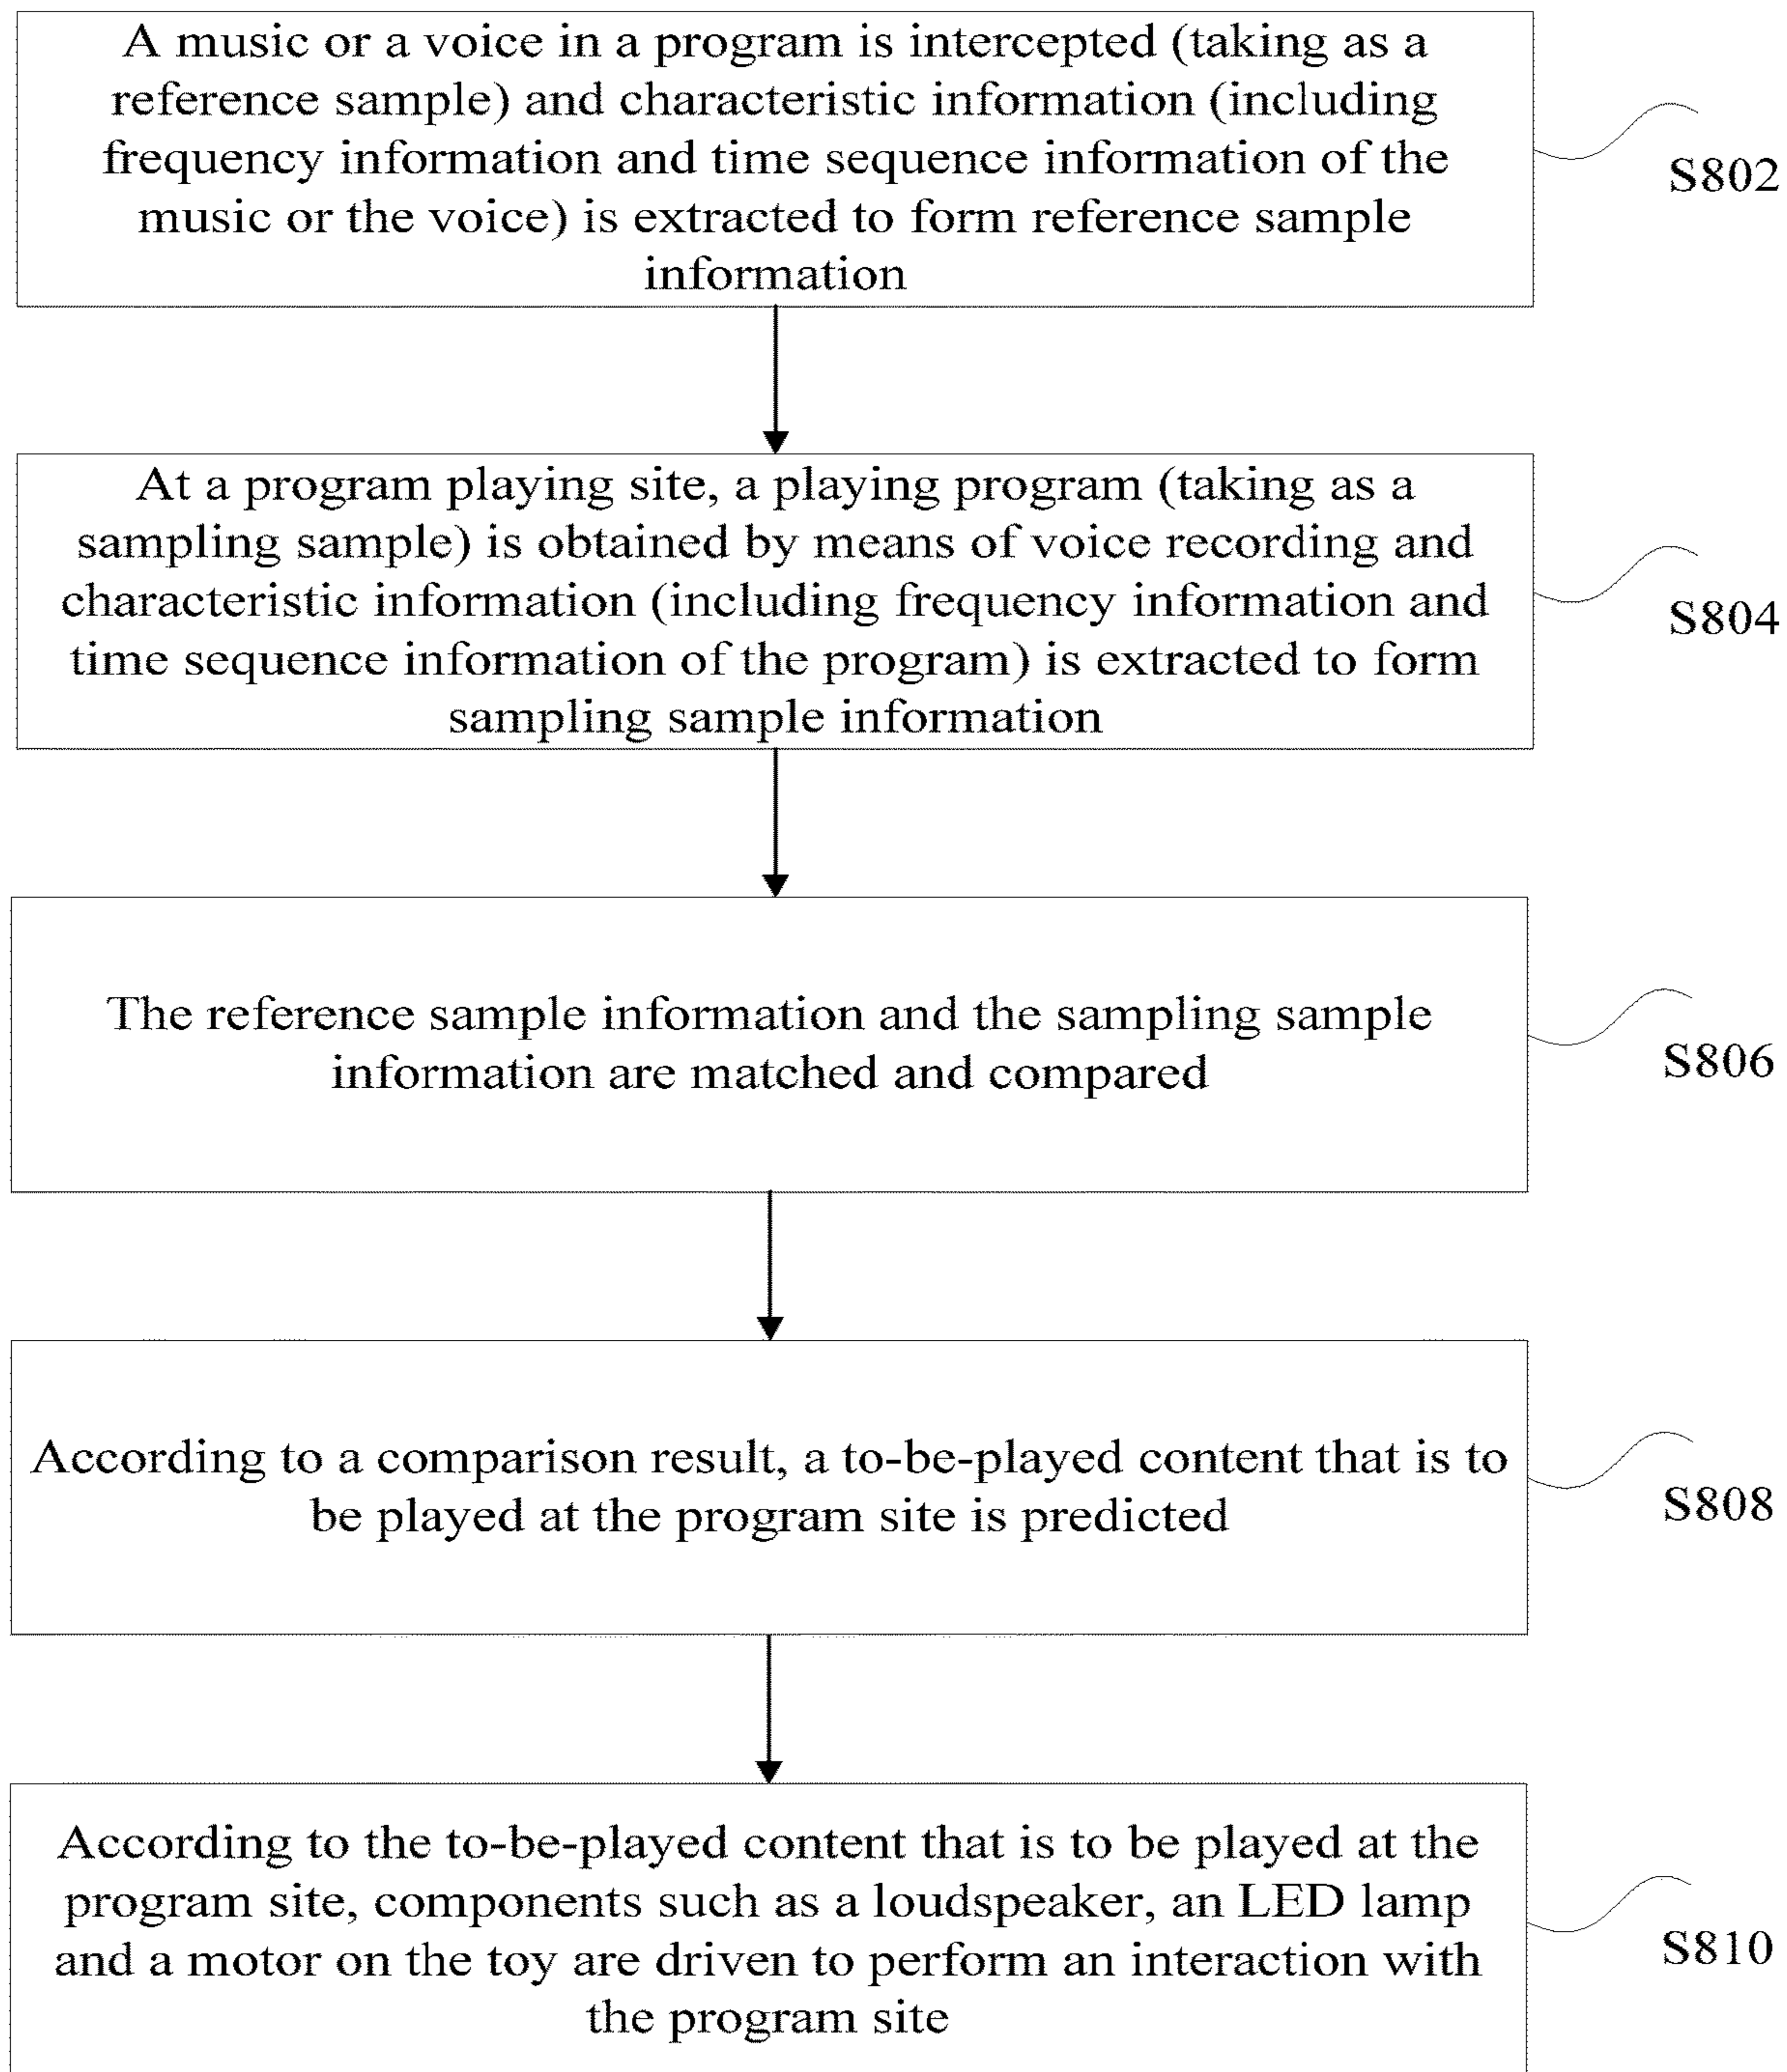 A music or a voice in a program is intercepted (taking as a
reference sample) and characteristic information (including
frequency information and time sequence information of the
music or the voice) is extracted to form reference sample
information
S802
At a program playing site, a playing program (taking as a
sampling sample) is obtained by means of voice recording and
characteristic information (including frequency information and
time sequence information of the program) is extracted to form
sampling sample information
S804
The reference sample information and the sampling sample
information are matched and compared
S806
According to a comparison result, a to-be-played content that is to
be played at the program site is predicted
S808
According to the to-be-played content that is to be played at the
program site, components such as a loudspeaker, an LED lamp
and a motor on the toy are driven to perform an interaction with
the program site
S810